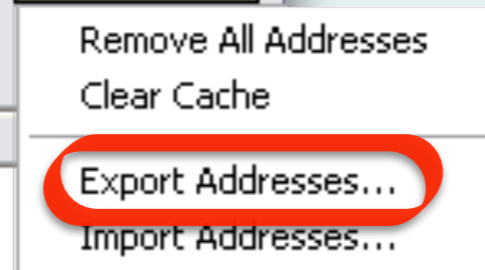 Remove All Addresses
Clear Cache
Export Addresses...
Import Addresses...